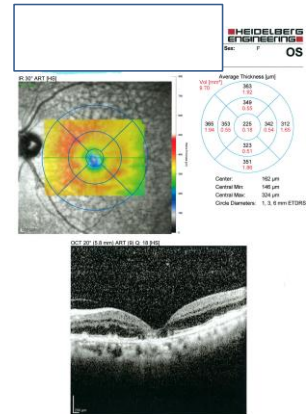 HEIDELBERG
ENGINEERING
Sex: F
OS
IR 30° ART [HS]
Average Thickness [µm]
Vol [mm³]
9.70
363
1.92
349
0.55
365 353 225 342 312
1.94 0.55 0.18 0.54 1.65
323
0.51
351
1.86
Center: 162 µm
Central Min: 146 µm
Central Max: 324 µm
Circle Diameters: 1, 3, 6 mm ETDRS
OCT 20° (5.8 mm) ART (8) Q: 18 [HS]